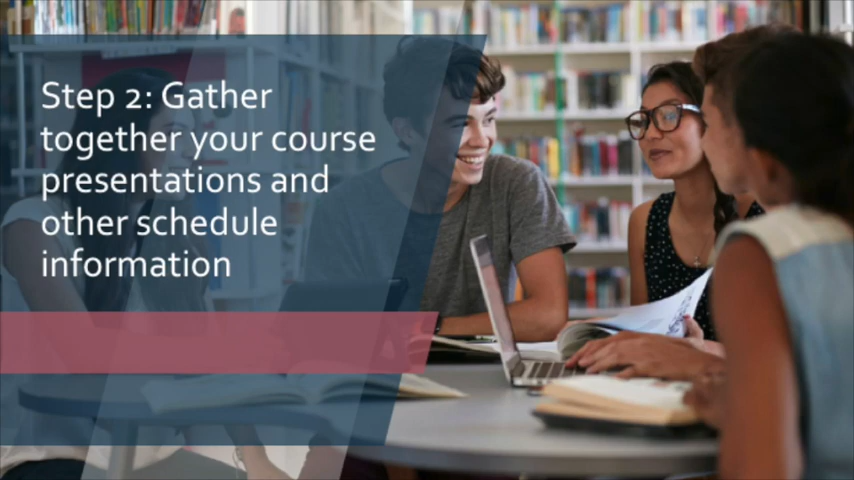 Step 2: Gather
together your course
presentations and
other schedule
information